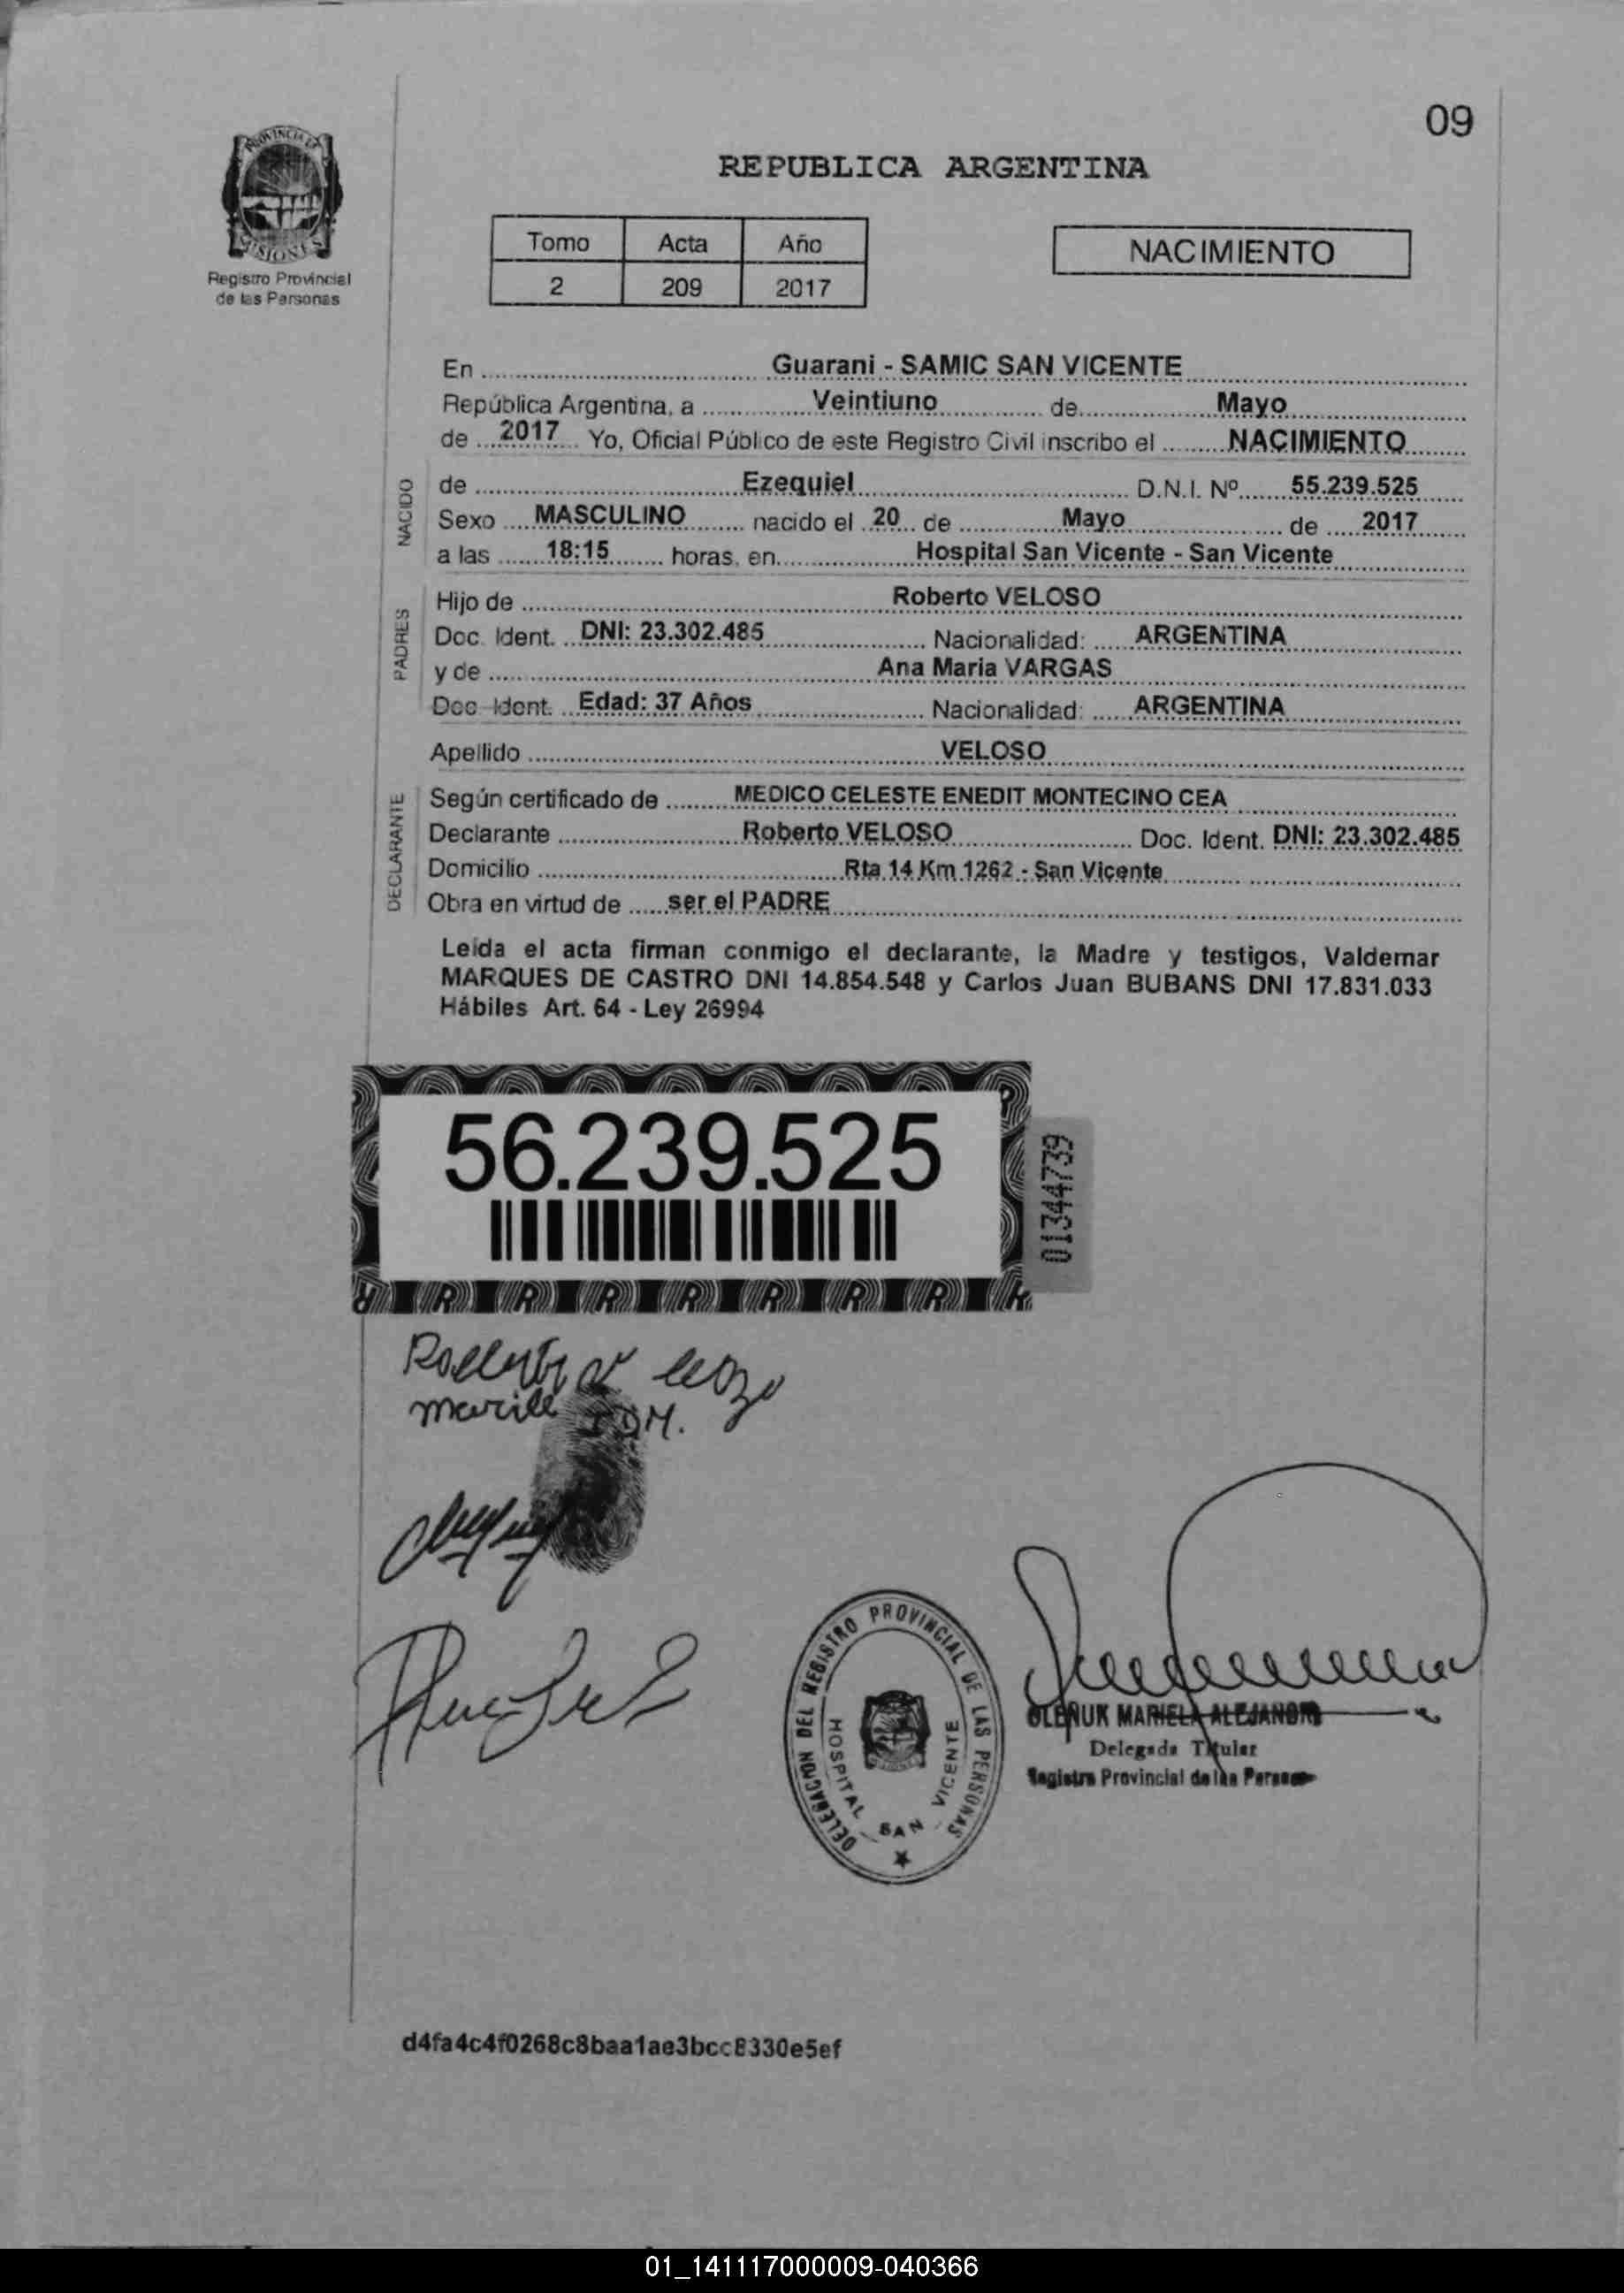 09
PROVINCIA DE
MISIONES
Registro Provincial
de las Personas
REPUBLICA ARGENTINA
Tomo Acta Año
2 209 2017
NACIMIENTO
En Guarani - SAMIC SAN VICENTE
República Argentina, a Veintiuno de Mayo
de 2017 Yo, Oficial Público de este Registro Civil inscribo el NACIMIENTO
NACIDO
de Ezequiel D.N.I. Nº 55.239.525
Sexo MASCULINO nacido el 20 de Mayo de 2017
a las 18:15 horas, en Hospital San Vicente - San Vicente
PADRES
Hijo de Roberto VELOSO
Doc. Ident. DNI: 23.302.485 Nacionalidad: ARGENTINA
y de Ana Maria VARGAS
Doc. Ident. Edad: 37 Años Nacionalidad: ARGENTINA
Apellido VELOSO
DECLARANTE
Según certificado de MEDICO CELESTE ENEDIT MONTECINO CEA
Declarante Roberto VELOSO Doc. Ident. DNI: 23.302.485
Domicilio Rta 14 Km 1262 - San Vicente
Obra en virtud de ser el PADRE
Leida el acta firman conmigo el declarante, la Madre y testigos, Valdemar
MARQUES DE CASTRO DNI 14.854.548 y Carlos Juan BUBANS DNI 17.831.033
Hábiles Art. 64 - Ley 26994
56.239.525
01344739
DELEGACION DEL REGISTRO PROVINCIAL DE LAS PERSONAS
HOSPITAL SAN VICENTE
OLENUK MARIELA ALEJANDRA
Delegada Titular
Registro Provincial de las Personas
d4fa4c4f0268c8baa1ae3bcc8330e5ef
01_141117000009-040366